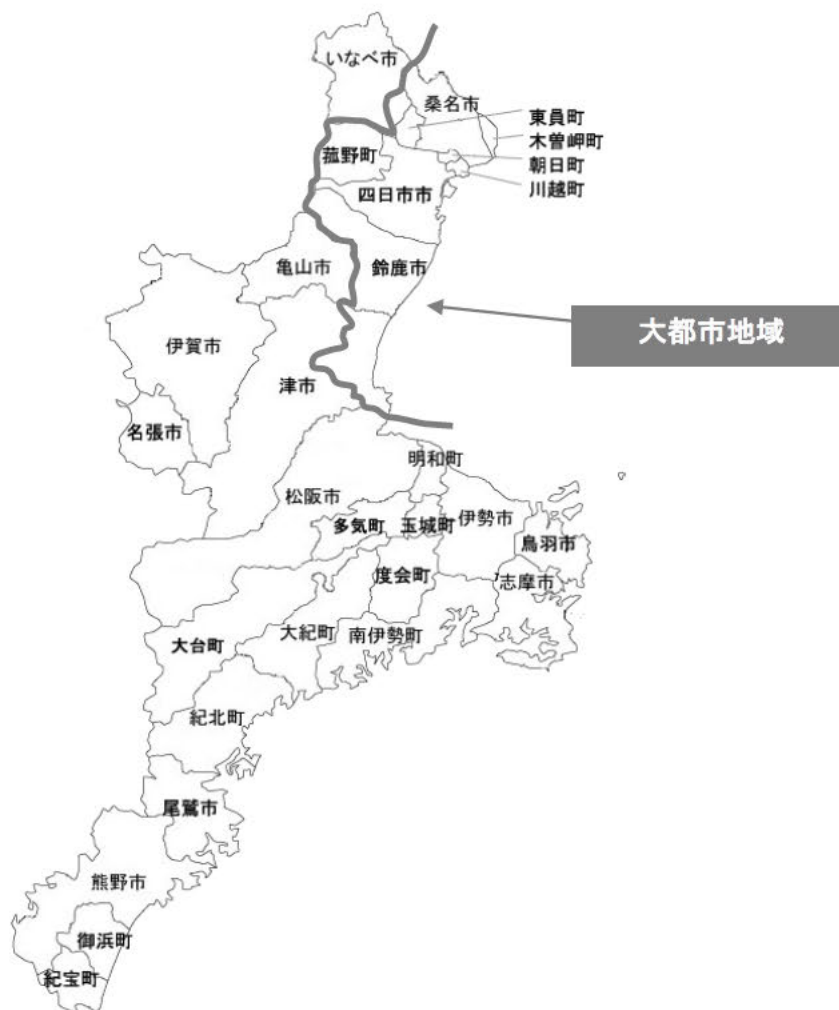 いなべ市
桑名市
東員町
木曽岬町
朝日町
川越町
菰野町
四日市市
亀山市
鈴鹿市
大都市地域
伊賀市
津市
名張市
明和町
松阪市
多気町
玉城町
伊勢市
鳥羽市
度会町
志摩市
大台町
大紀町
南伊勢町
紀北町
尾鷲市
熊野市
御浜町
紀宝町